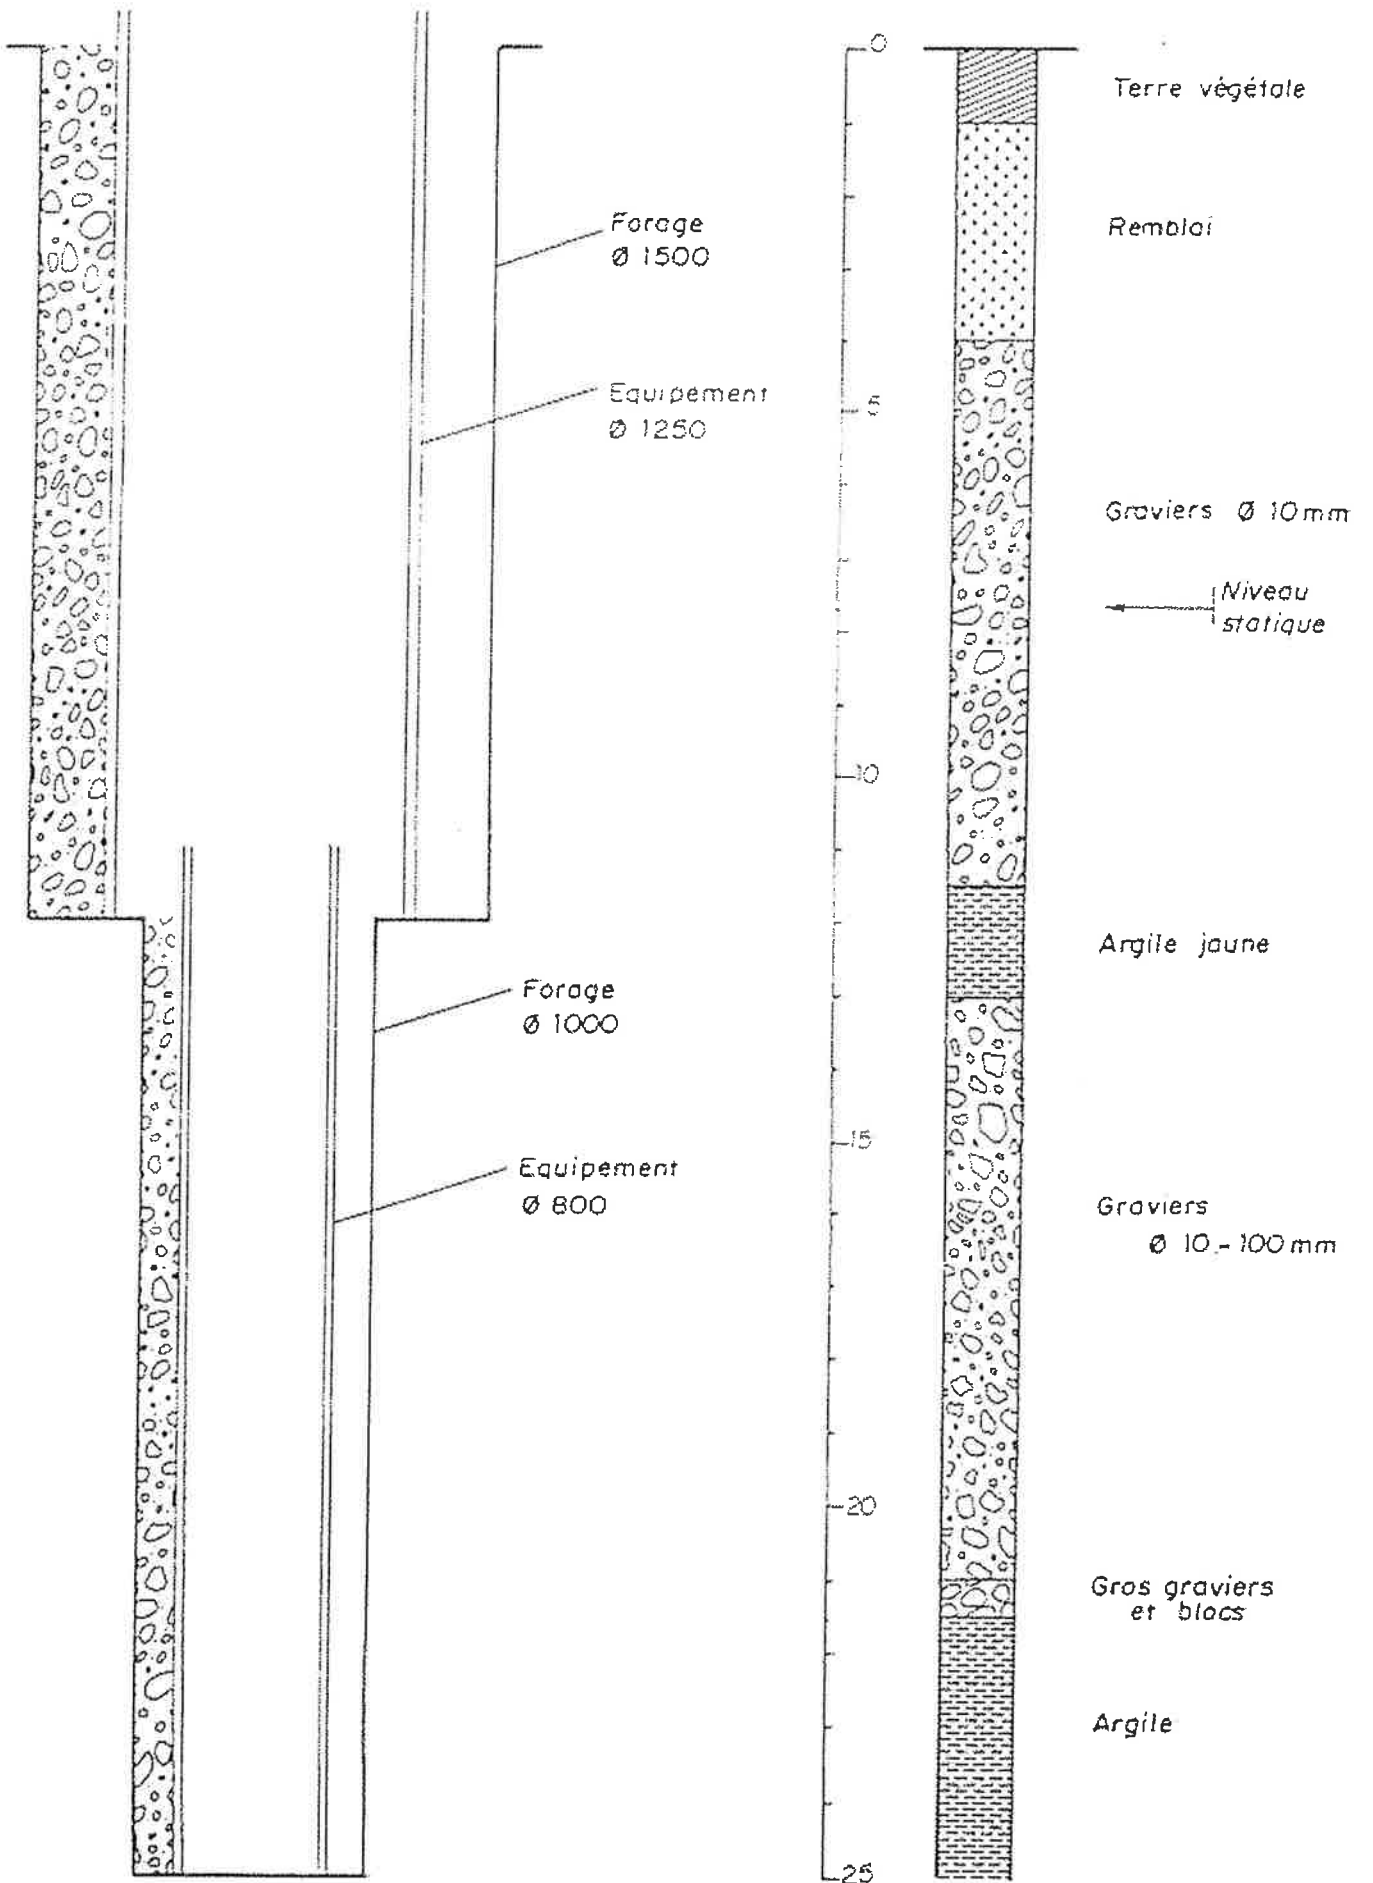 Forage
Ø 1500
Equipement
Ø 1250
Forage
Ø 1000
Equipement
Ø 800
0
5
10
15
20
25
Terre végétale
Remblai
Graviers Ø 10mm
Niveau
statique
Argile jaune
Graviers
Ø 10 - 100mm
Gros graviers
et blocs
Argile